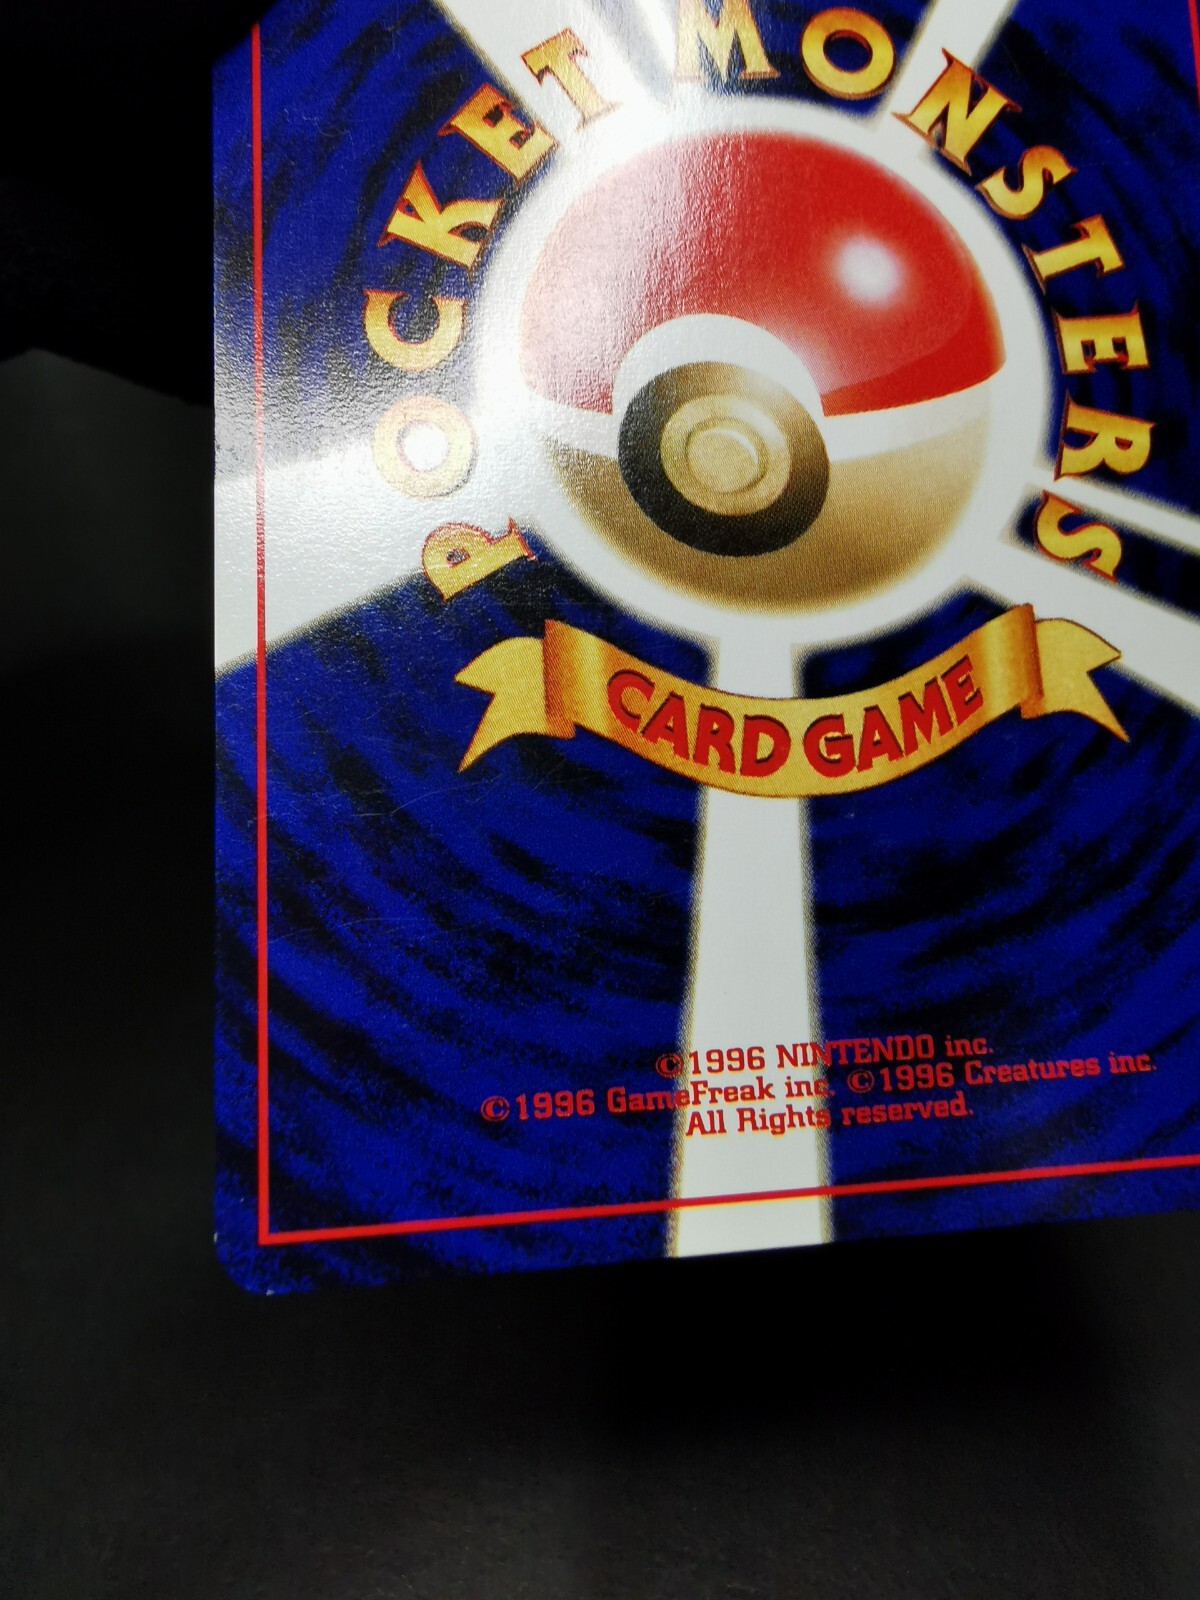 POCKET MONSTERS
CARD GAME
©1996 NINTENDO inc.
©1996 GameFreak inc. ©1996 Creatures inc.
All Rights reserved.